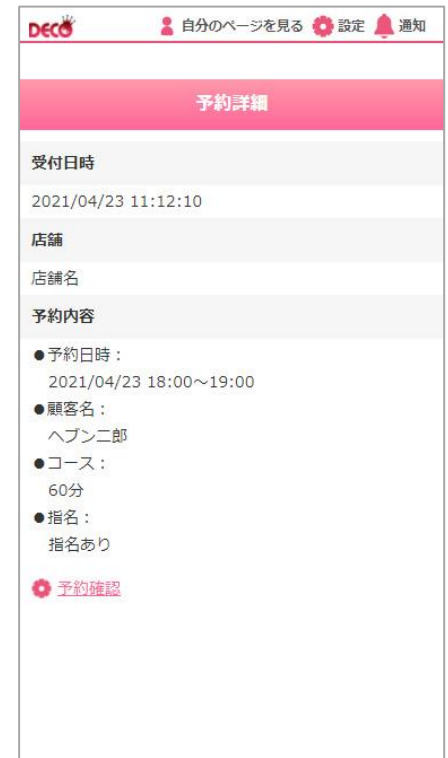 DECO 自分のページを見る 設定 通知
予約詳細
受付日時
2021/04/23 11:12:10
店舗
店舗名
予約内容
●予約日時：
2021/04/23 18:00～19:00
●顧客名：
ヘブン二郎
●コース：
60分
●指名：
指名あり
予約確認